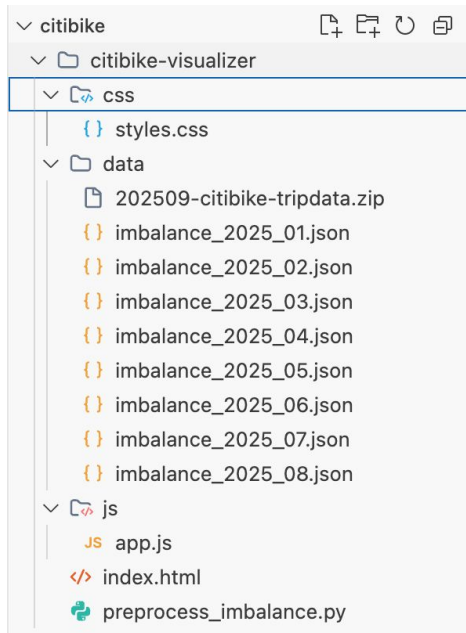 citibike
citibike-visualizer
css
{ } styles.css
data
202509-citibike-tripdata.zip
{ } imbalance_2025_01.json
{ } imbalance_2025_02.json
{ } imbalance_2025_03.json
{ } imbalance_2025_04.json
{ } imbalance_2025_05.json
{ } imbalance_2025_06.json
{ } imbalance_2025_07.json
{ } imbalance_2025_08.json
js
JS app.js
</> index.html
preprocess_imbalance.py